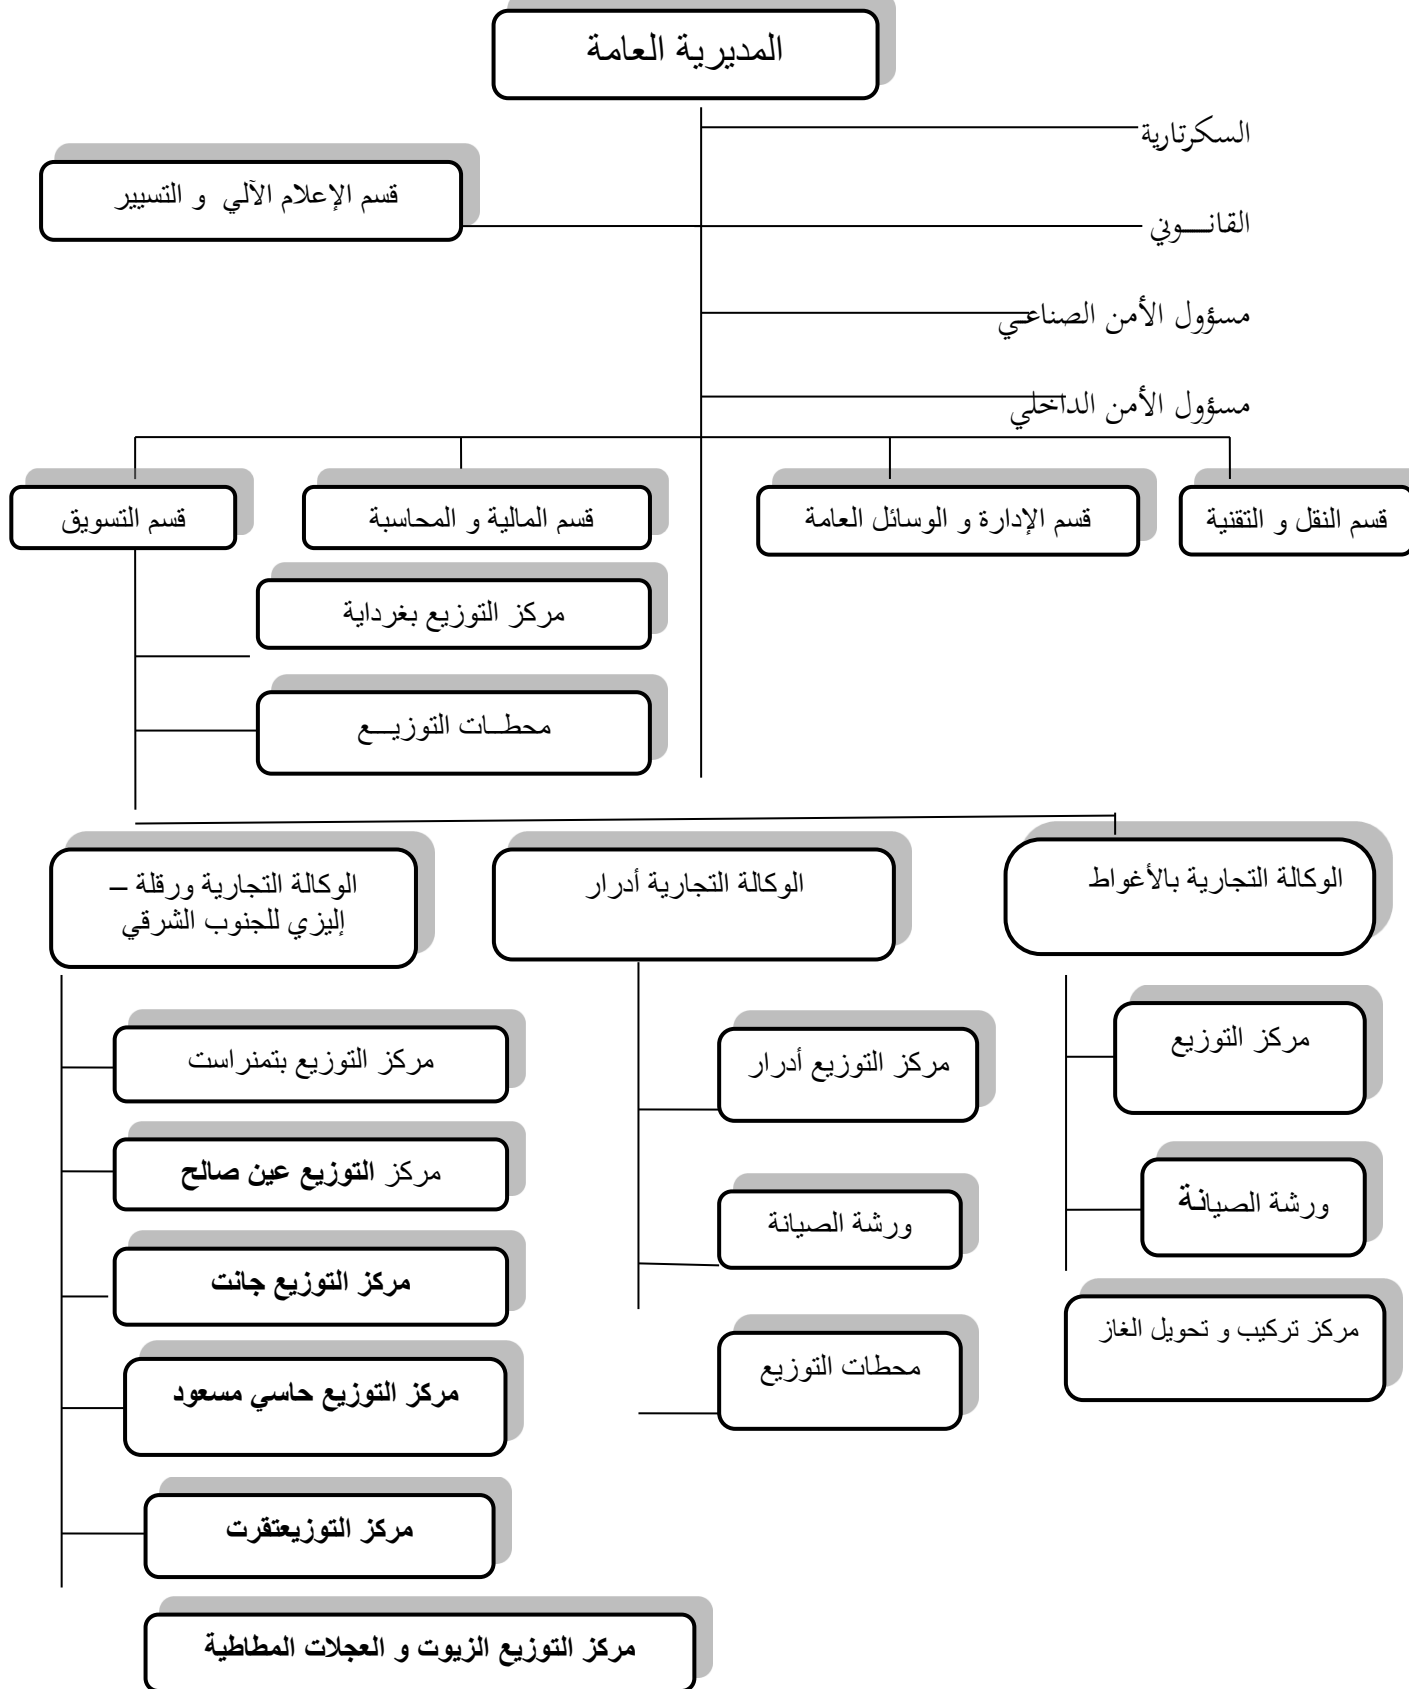 المديرية العامة
السكرتارية
قسم الإعلام الآلي و التسيير
القانــوني
مسؤول الأمن الصناعي
مسؤول الأمن الداخلي
قسم النقل و التقنية
قسم الإدارة و الوسائل العامة
قسم المالية و المحاسبة
قسم التسويق
مركز التوزيع بغرداية
محطــات التوزيــع
الوكالة التجارية بالأغواط
الوكالة التجارية أدرار
الوكالة التجارية ورقلة –
إليزي للجنوب الشرقي
مركز التوزيع
ورشة الصيانة
مركز تركيب و تحويل الغاز
مركز التوزيع أدرار
ورشة الصيانة
محطات التوزيع
مركز التوزيع بتمنراست
مركز التوزيع عين صالح
مركز التوزيع جانت
مركز التوزيع حاسي مسعود
مركز التوزيعتقرت
مركز التوزيع الزيوت و العجلات المطاطية